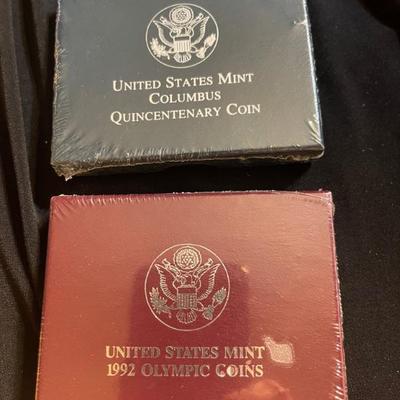 UNITED STATES MINT
COLUMBUS
QUINCENTENARY COIN
UNITED STATES MINT
1992 OLYMPIC COINS